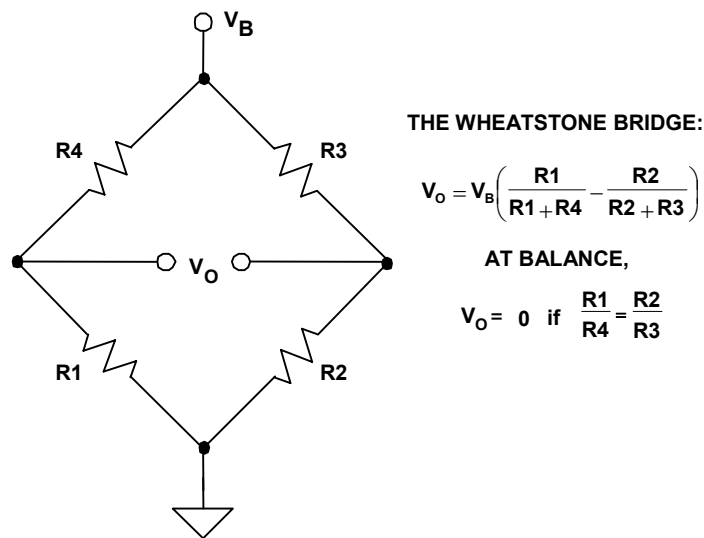 V_B
R4
R3
V_O
R1
R2
THE WHEATSTONE BRIDGE:
V_O = V_B ( R1 / (R1+R4) − R2 / (R2+R3) )
AT BALANCE,
V_O = 0 if R1 / R4 = R2 / R3